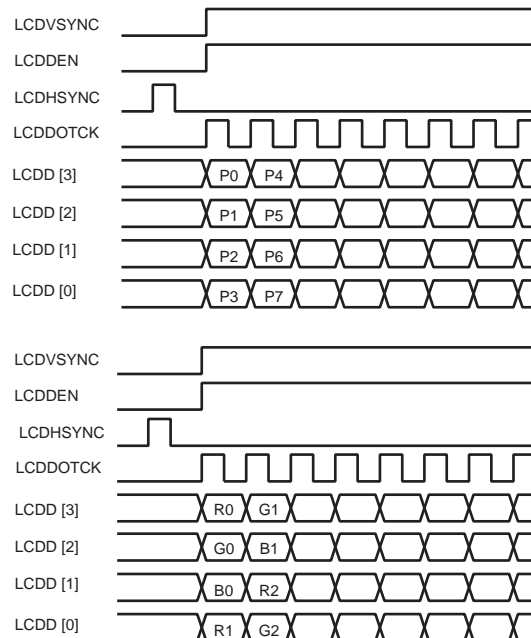 LCDVSYNC
LCDDEN
LCDHSYNC
LCDDOTCK
LCDD [3] P0 P4
LCDD [2] P1 P5
LCDD [1] P2 P6
LCDD [0] P3 P7
LCDVSYNC
LCDDEN
LCDHSYNC
LCDDOTCK
LCDD [3] R0 G1
LCDD [2] G0 B1
LCDD [1] B0 R2
LCDD [0] R1 G2